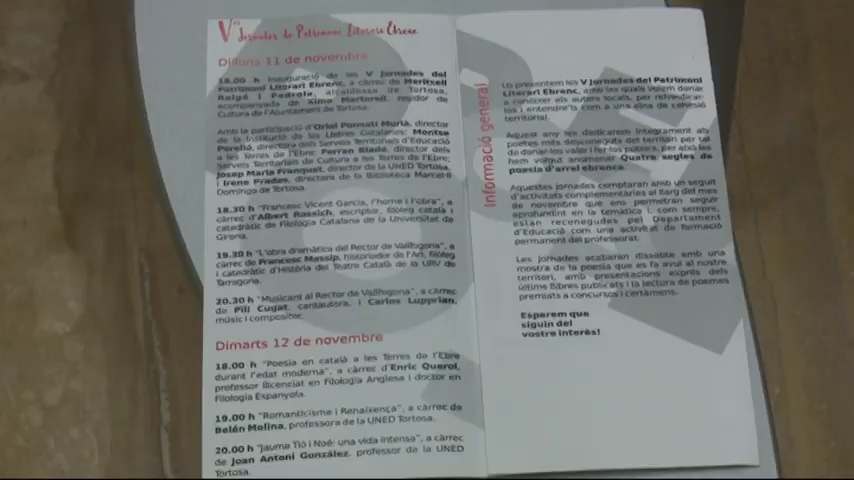 V es Jornades de Patrimoni Literari Ebrenc
Dilluns 11 de novembre
18.00 h Inauguració de les V Jornades del
Patrimoni Literari Ebrenc, a càrrec de Meritxell
Roigé i Pedrola, alcaldessa de Tortosa,
acompanyada de Ximo Martorell, regidor de
Cultura de l'Ajuntament de Tortosa.
Amb la participació d'Oriol Ponsatí Murlà, director
de la Institució de les Lletres Catalanes; Montse
Perelló, directora dels Serveis Territorials d'Educació
a les Terres de l'Ebre; Ferran Bladé, director dels
Serveis Territorials de Cultura a les Terres de l'Ebre;
Josep Maria Franquet, director de la UNED Tortosa,
i Irene Prades, directora de la Biblioteca Marcel·lí
Domingo de Tortosa.
18.30 h "Francesc Vicent Garcia, l'home i l'obra", a
càrrec d'Albert Rossich, escriptor, filòleg català i
catedràtic de Filologia Catalana de la Universitat de
Girona.
19.30 h "L'obra dramàtica del Rector de Vallfogona", a
càrrec de Francesc Massip, historiador de l'Art, filòleg
i catedràtic d'Història del Teatre Català de la URV de
Tarragona.
20.30 h "Musicant al Rector de Vallfogona", a càrrec
de Pili Cugat, cantautora, i Carlos Lupprian,
músic i compositor.
Dimarts 12 de novembre
18.00 h "Poesia en català a les Terres de l'Ebre
durant l'edat moderna", a càrrec d'Enric Querol,
professor llicenciat en Filologia Anglesa i doctor en
Filologia Espanyola.
19.00 h "Romanticisme i Renaixença", a càrrec de
Belén Molina, professora de la UNED Tortosa.
20.00 h "Jaume Tió i Noé: una vida intensa", a càrrec
de Joan Antoni González, professor de la UNED
Tortosa.
Informació general
Us presentem les V Jornades del Patrimoni
Literari Ebrenc, amb les quals volem donar
a conèixer els autors locals, per reivindicar-
los i entendre'ls com a una eina de cohesió
territorial.
Aquest any les dedicarem íntegrament als
poetes més desconeguts del territori per tal
de donar-los valor i fer-los públics, per això les
hem volgut anomenar Quatre segles de
poesia d'arrel ebrenca.
Aquestes jornades comptaran amb un seguit
d'activitats complementàries al llarg del mes
de novembre que ens permetran seguir
aprofundint en la temàtica i, com sempre,
estan reconegudes pel Departament
d'Educació com una activitat de formació
permanent del professorat.
Les jornades acabaran dissabte amb una
mostra de la poesia que es fa avui al nostre
territori, amb presentacions exprés dels
últims llibres publicats i la lectura de poemes
premiats a concursos i certàmens.
Esperem que
siguin del
vostre interès!